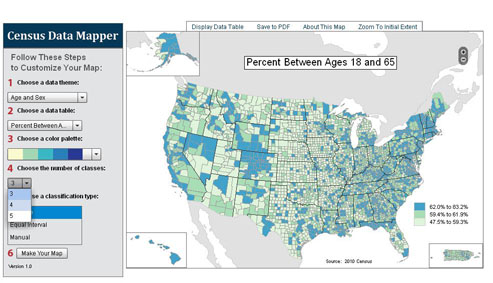 Census Data Mapper
Follow These Steps
to Customize Your Map:
1 Choose a data theme:
Age and Sex
2 Choose a data table:
Percent Between A...
3 Choose a color palette:
4 Choose the number of classes:
3
3
4
5
se a classification type:
Equal Interval
Manual
6 Make Your Map
Version 1.0
Display Data Table Save to PDF About This Map Zoom To Initial Extent
Percent Between Ages 18 and 65
62.0% to 63.2%
59.4% to 61.9%
47.5% to 59.3%
Source: 2010 Census